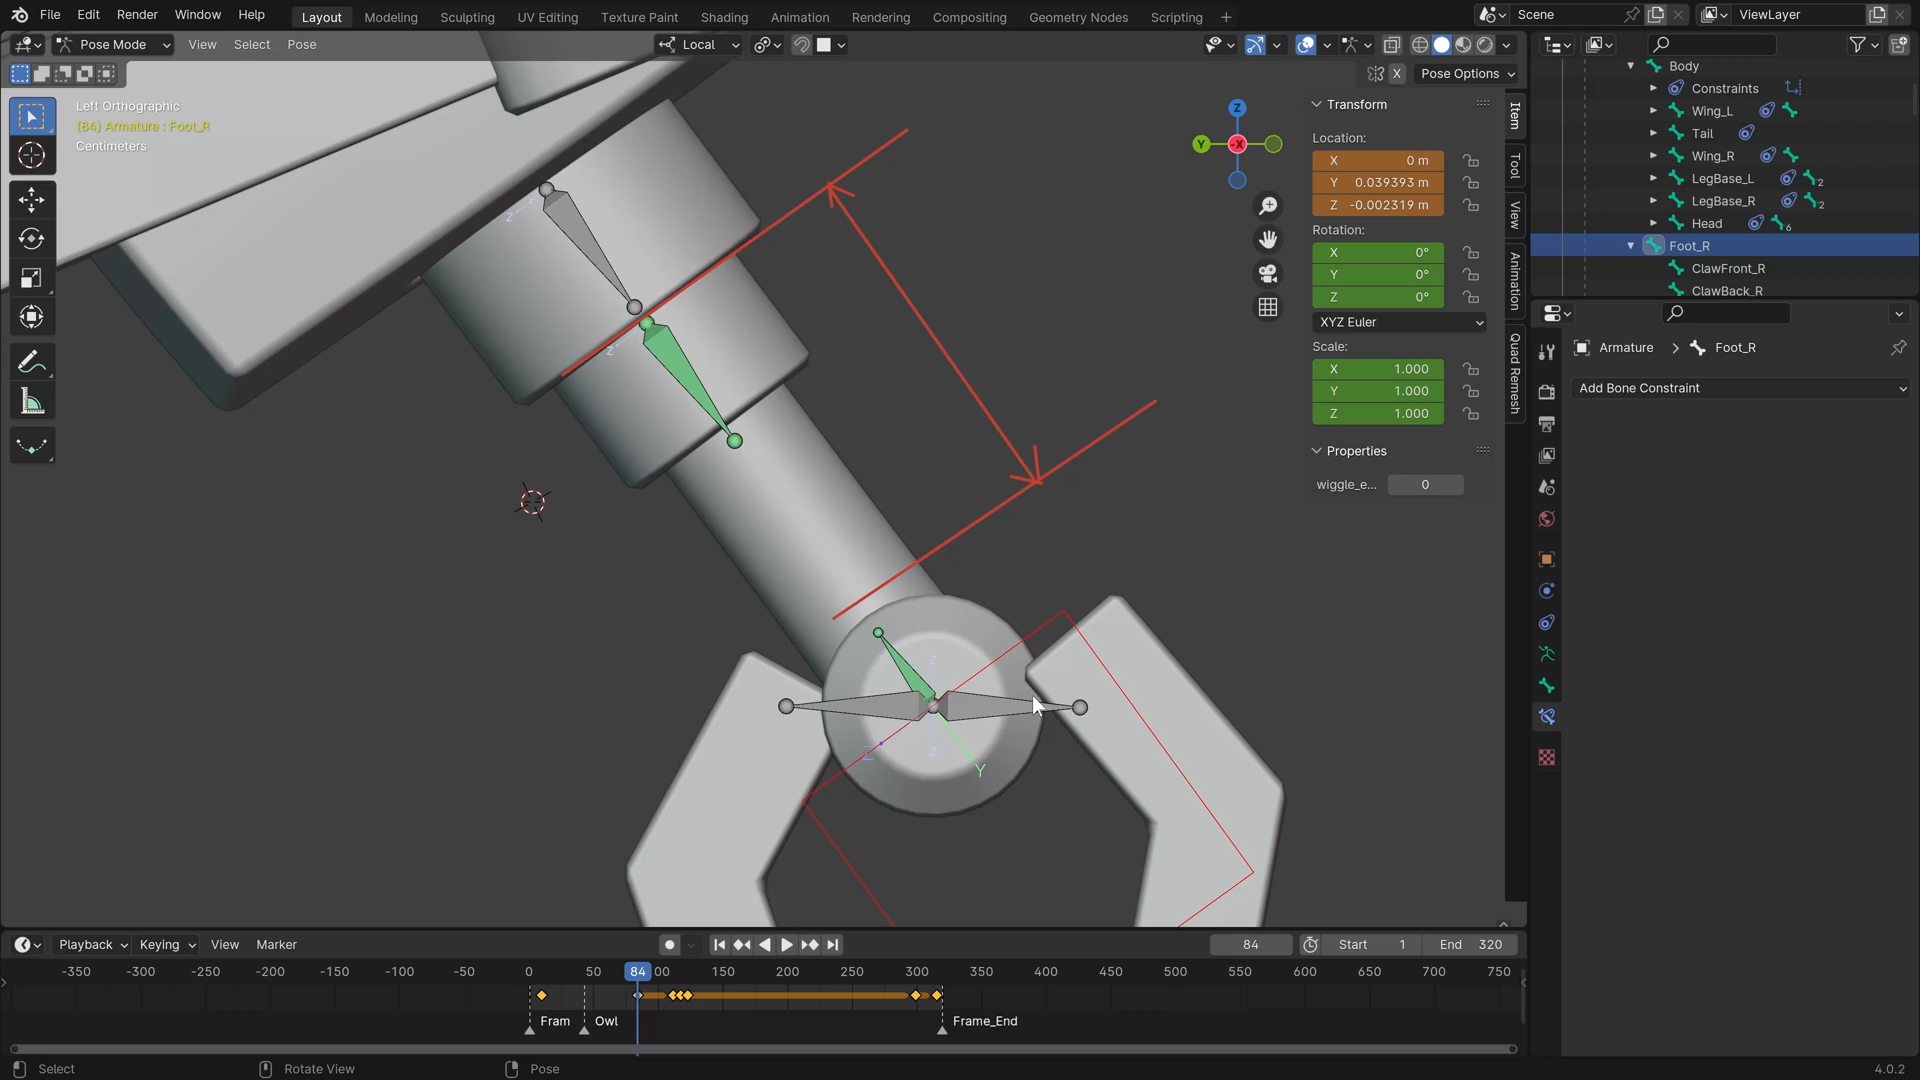 File Edit Render Window Help Layout Modeling Sculpting UV Editing Texture Paint Shading Animation Rendering Compositing Geometry Nodes Scripting + Scene ViewLayer
Pose Mode View Select Pose Local
X Pose Options
Left Orthographic
(84) Armature : Foot_R
Centimeters
Z
Y
-X
Z
Z
Z
Z
Z
Y
Transform
Location:
X 0 m
Y 0.039393 m
Z -0.002319 m
Rotation:
X 0°
Y 0°
Z 0°
XYZ Euler
Scale:
X 1.000
Y 1.000
Z 1.000
Properties
wiggle_e... 0
Item
Tool
View
Animation
Quad Remesh
Body
Constraints
Wing_L
Tail
Wing_R
LegBase_L 2
LegBase_R 2
Head 6
Foot_R
ClawFront_R
ClawBack_R
Armature > Foot_R
Add Bone Constraint
Playback Keying View Marker 84 Start 1 End 320
-350 -300 -250 -200 -150 -100 -50 0 50 84 00 150 200 250 300 350 400 450 500 550 600 650 700 750
Fram Owl Frame_End
Select Rotate View Pose 4.0.2